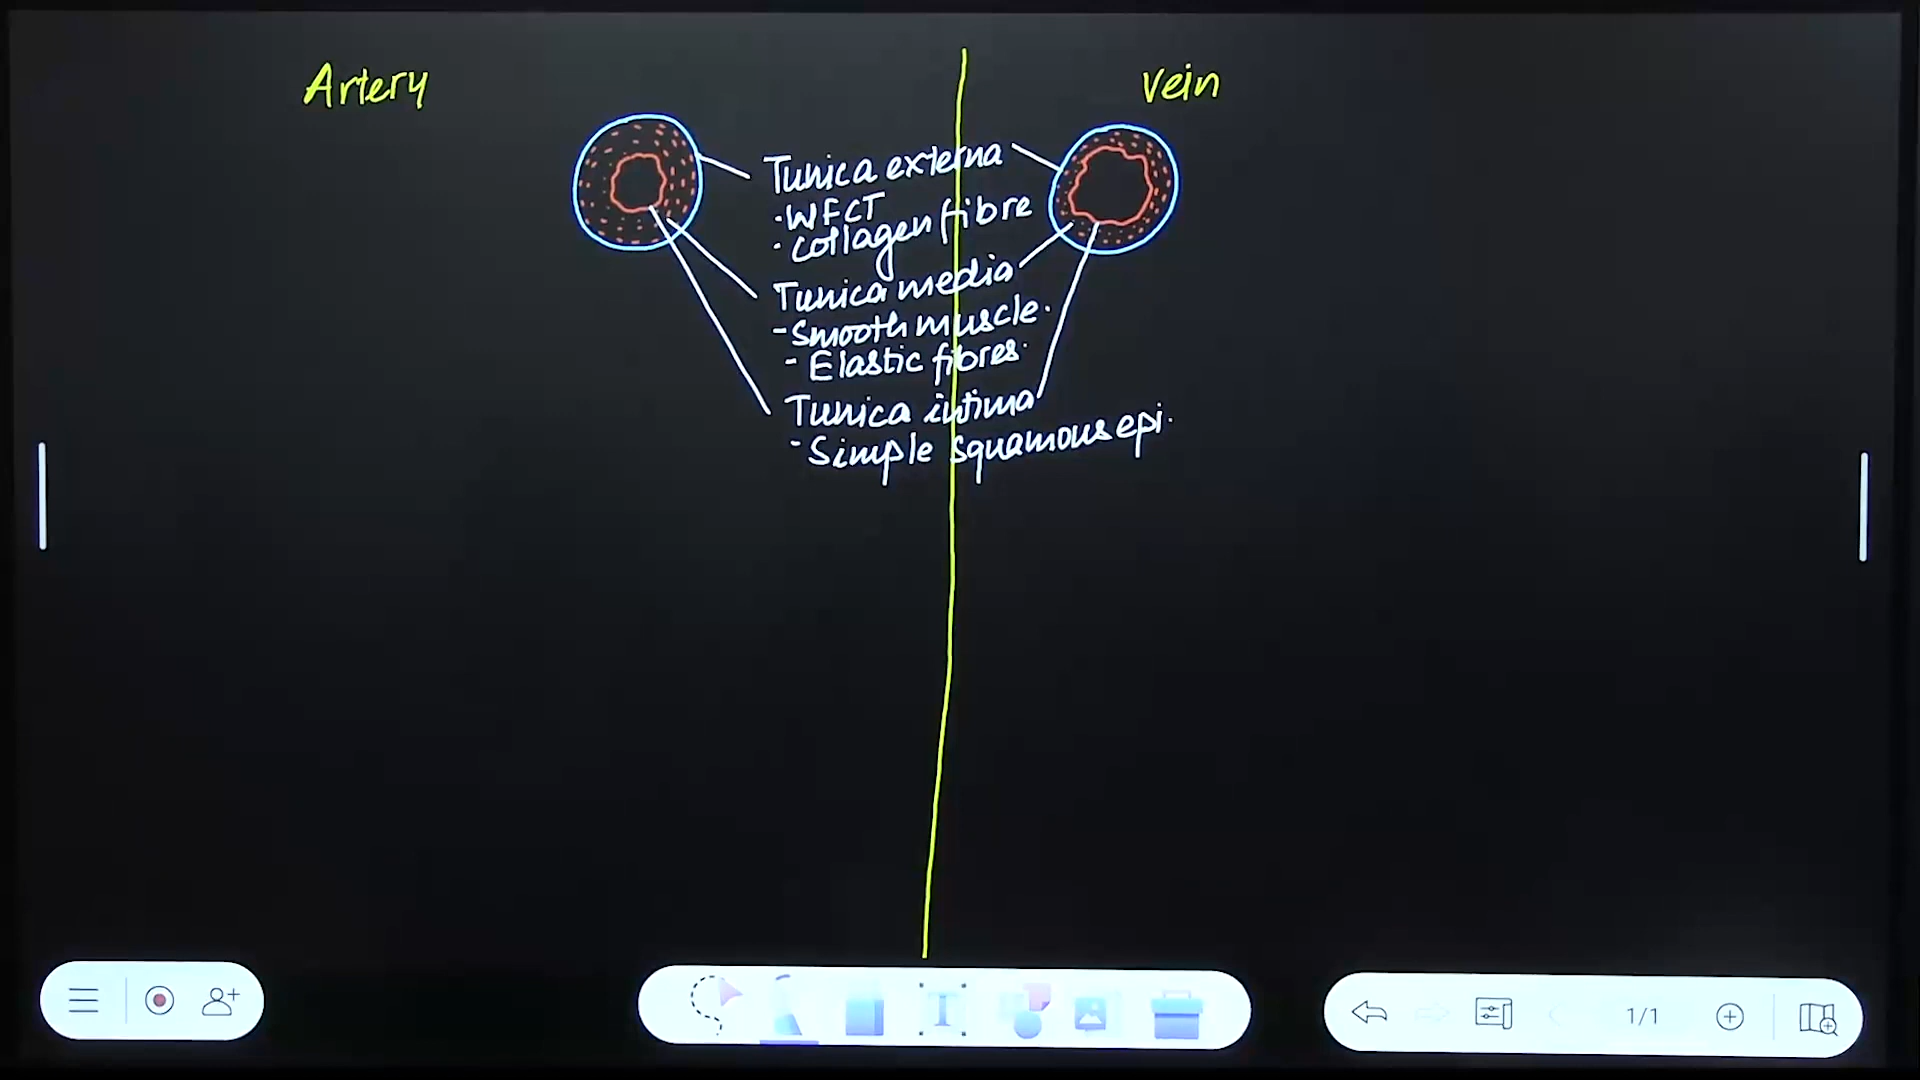 Artery
Vein
Tunica externa
·WFCT
·Collagen fibre
Tunica media
-Smooth muscle.
- Elastic fibres.
Tunica intima
- Simple squamous epi.
T
1/1